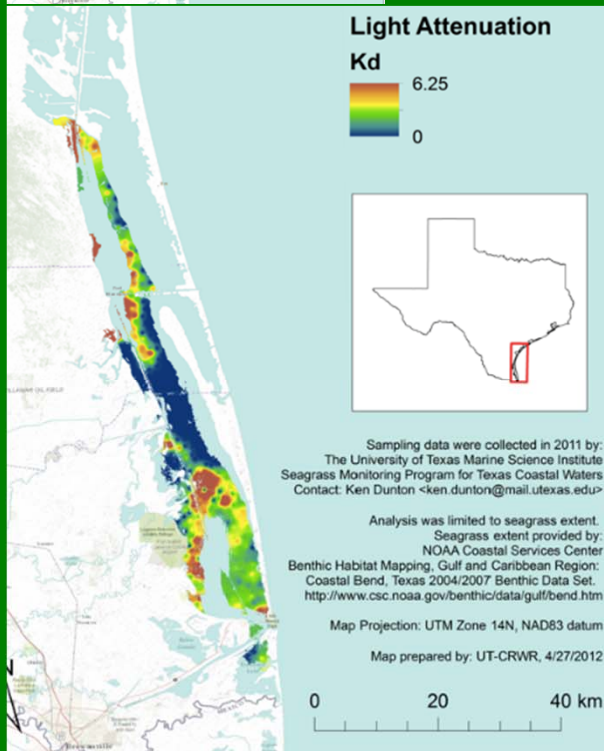 Light Attenuation
Kd
6.25
0
Sampling data were collected in 2011 by:
The University of Texas Marine Science Institute
Seagrass Monitoring Program for Texas Coastal Waters
Contact: Ken Dunton <ken.dunton@mail.utexas.edu>
Analysis was limited to seagrass extent.
Seagrass extent provided by:
NOAA Coastal Services Center
Benthic Habitat Mapping, Gulf and Caribbean Region:
Coastal Bend, Texas 2004/2007 Benthic Data Set.
http://www.csc.noaa.gov/benthic/data/gulf/bend.htm
Map Projection: UTM Zone 14N, NAD83 datum
Map prepared by: UT-CRWR, 4/27/2012
0 20 40 km
N
Brownsville